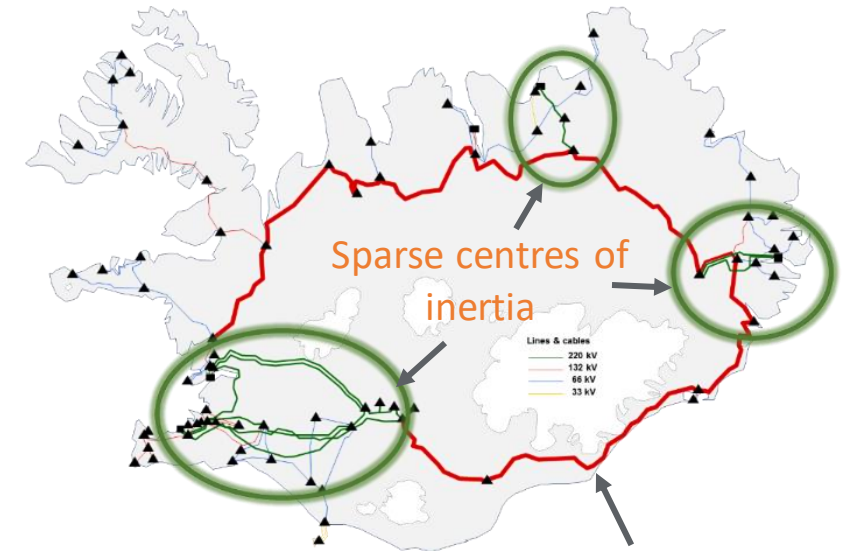 Sparse centres of
inertia
Lines & cables
220 kV
132 kV
66 kV
33 kV